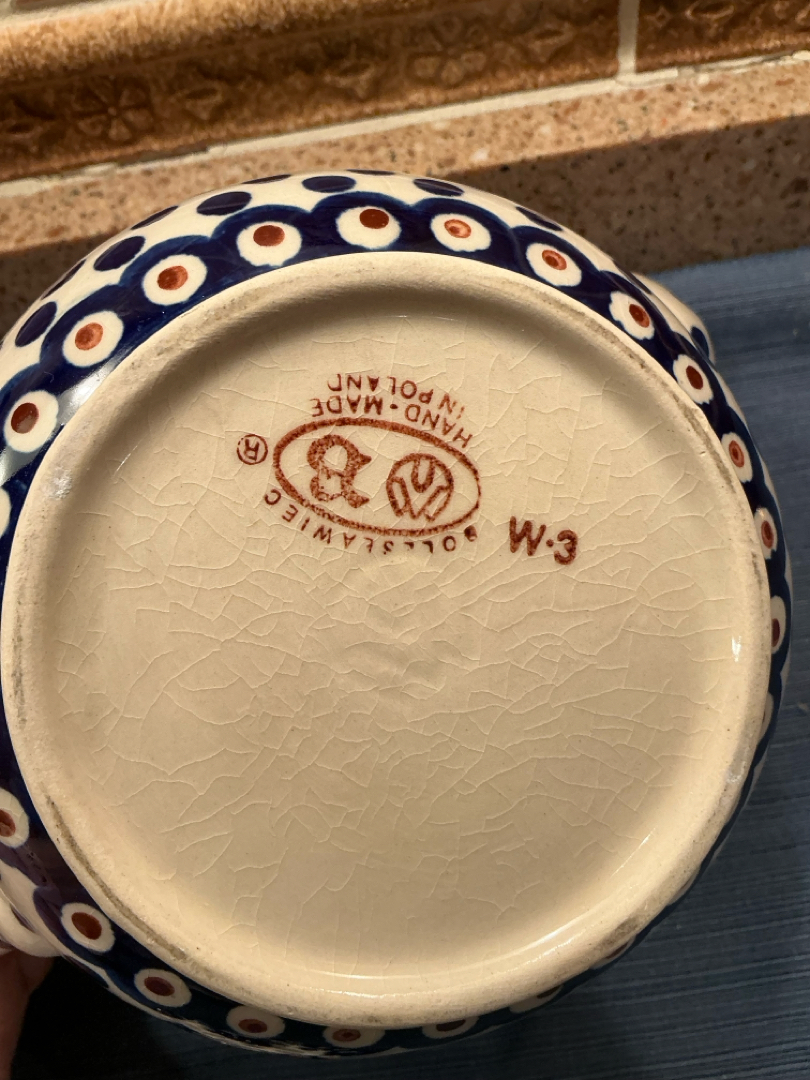 BOLESŁAWIEC
®
HAND·MADE
IN POLAND
W·3